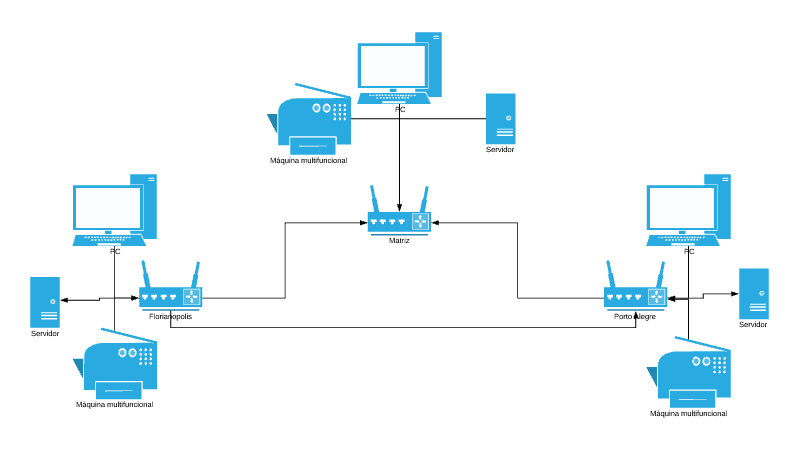 PC
Máquina multifuncional
Servidor
Matriz
PC
Florianopolis
Servidor
Máquina multifuncional
PC
Porto Alegre
Servidor
Máquina multifuncional